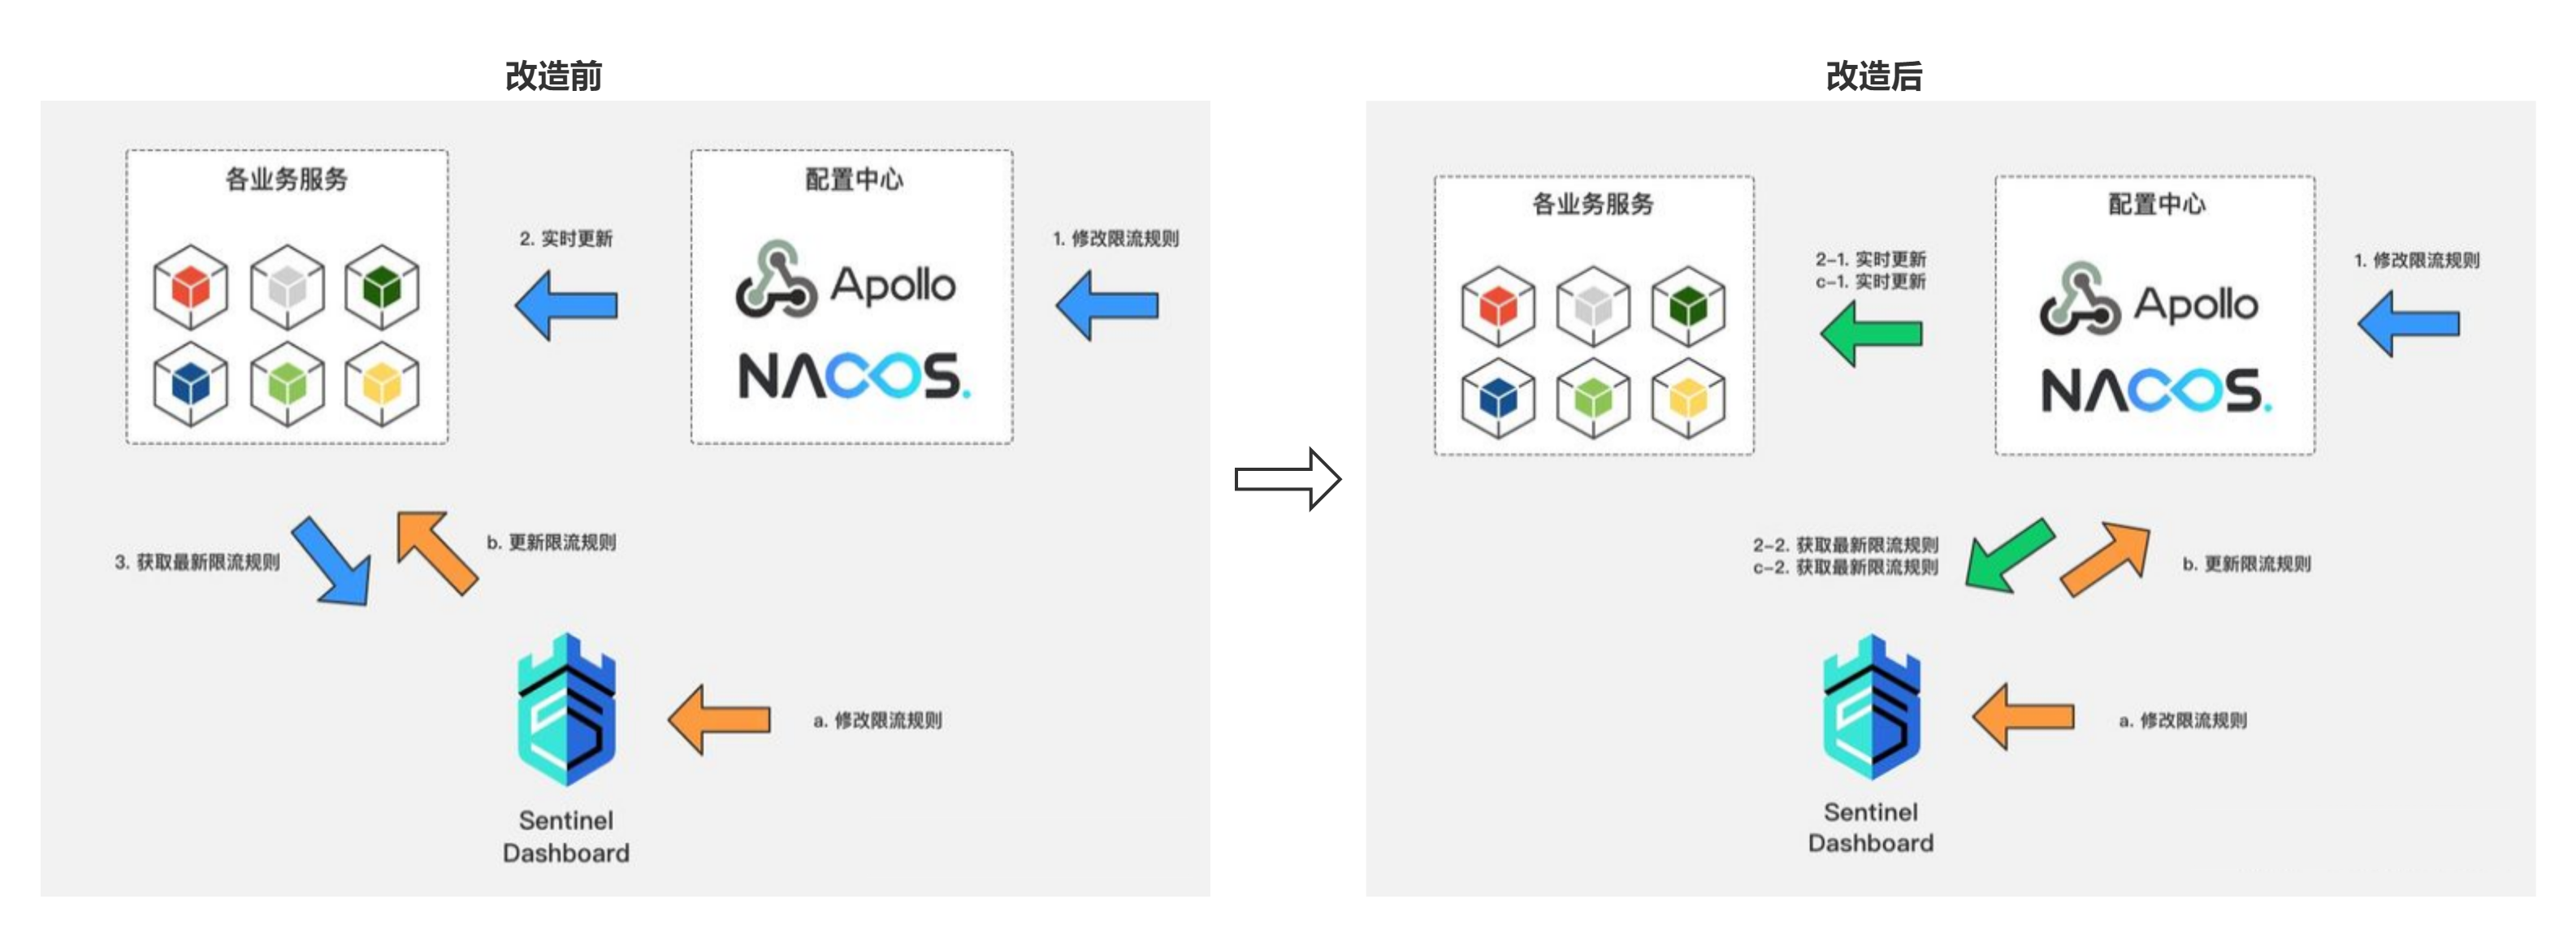 改造前
各业务服务
配置中心
2. 实时更新
1. 修改限流规则
Apollo
NACOS.
3. 获取最新限流规则
b. 更新限流规则
a. 修改限流规则
Sentinel
Dashboard
改造后
各业务服务
配置中心
2-1. 实时更新
c-1. 实时更新
1. 修改限流规则
Apollo
NACOS.
2-2. 获取最新限流规则
c-2. 获取最新限流规则
b. 更新限流规则
a. 修改限流规则
Sentinel
Dashboard